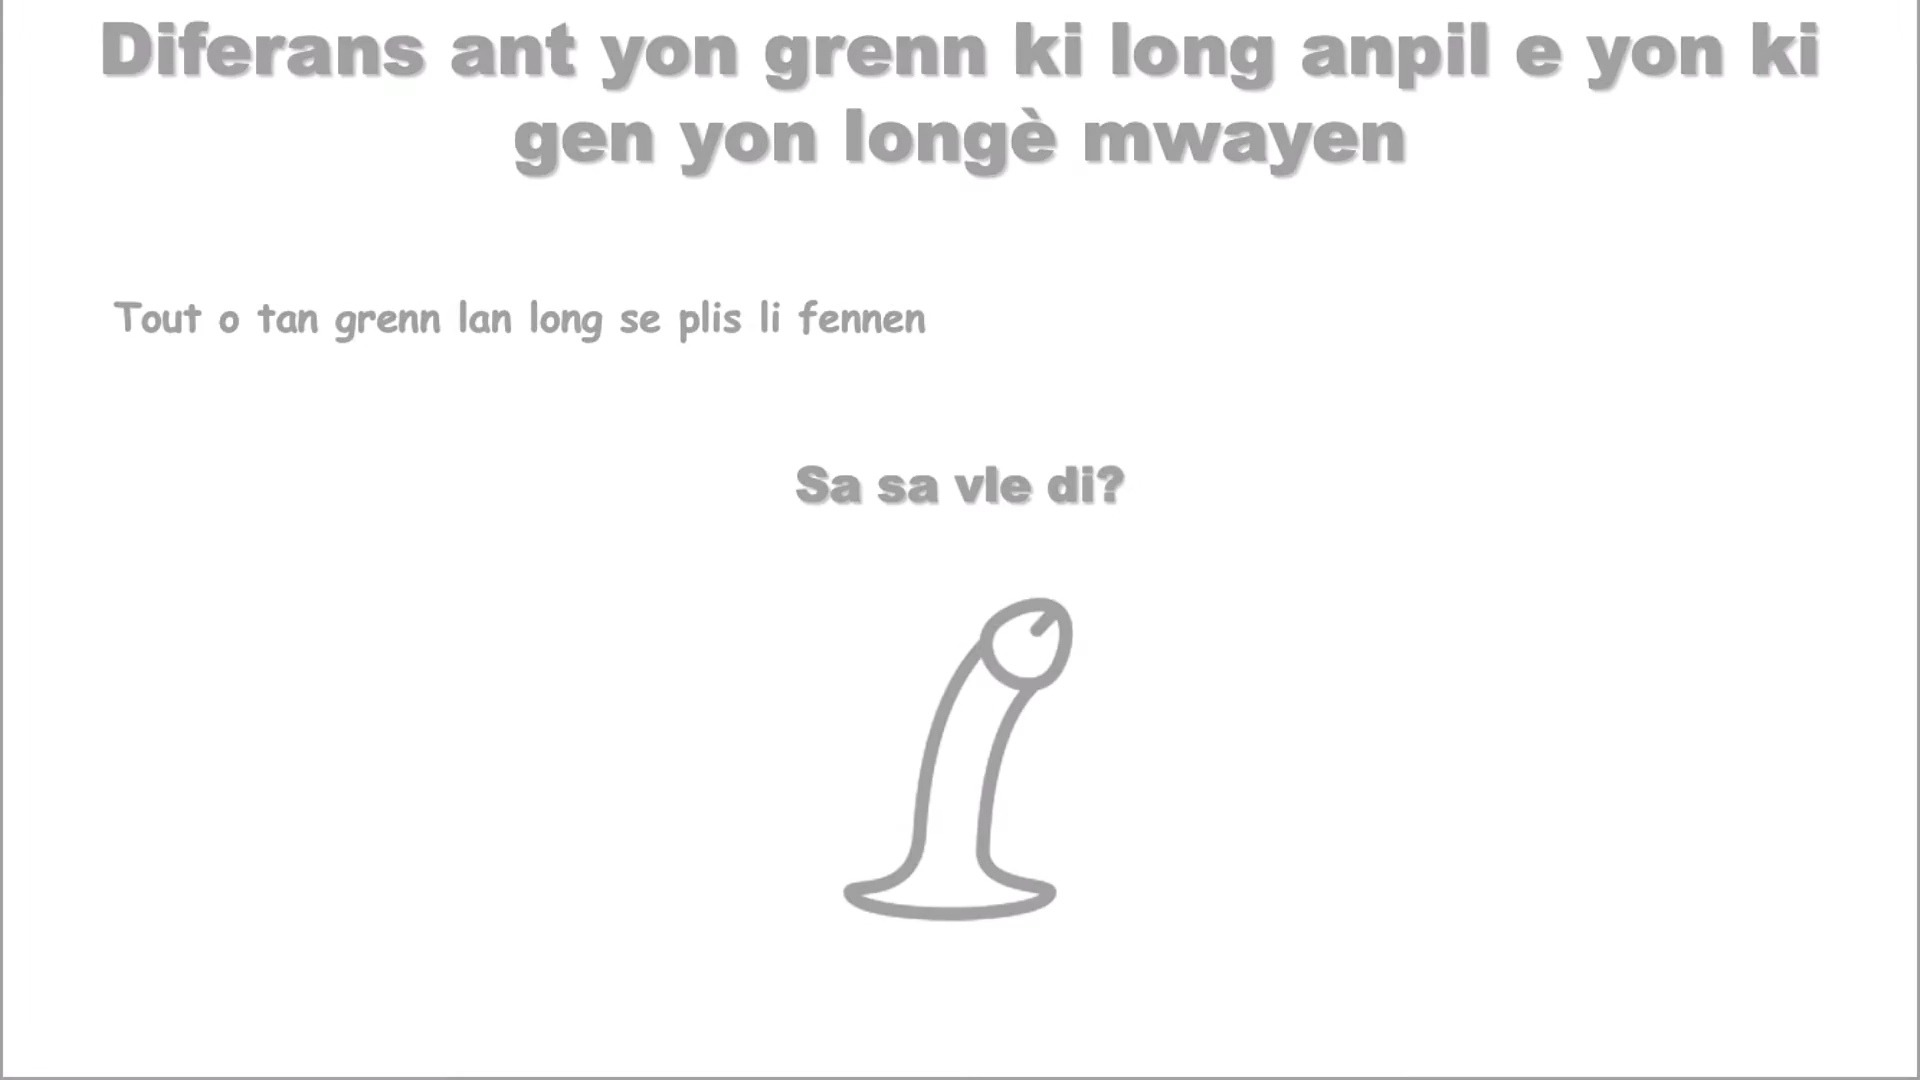 Diferans ant yon grenn ki long anpil e yon ki
gen yon longè mwayen
Tout o tan grenn lan long se plis li fennen
Sa sa vle di?